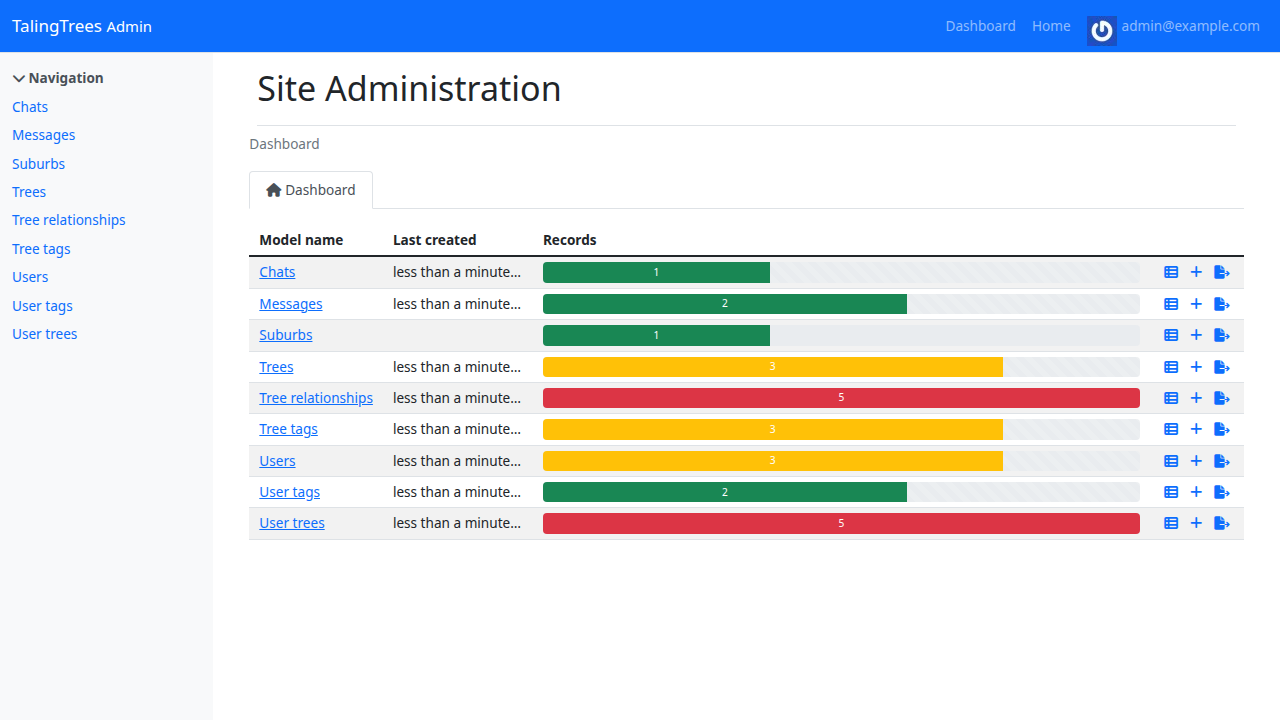 TalingTrees Admin
Dashboard Home admin@example.com
Navigation
Chats
Messages
Suburbs
Trees
Tree relationships
Tree tags
Users
User tags
User trees
Site Administration
Dashboard
Dashboard
Model name Last created Records
Chats less than a minute... 1
Messages less than a minute... 2
Suburbs less than a minute... 1
Trees less than a minute... 3
Tree relationships less than a minute... 5
Tree tags less than a minute... 3
Users less than a minute... 3
User tags less than a minute... 2
User trees less than a minute... 5